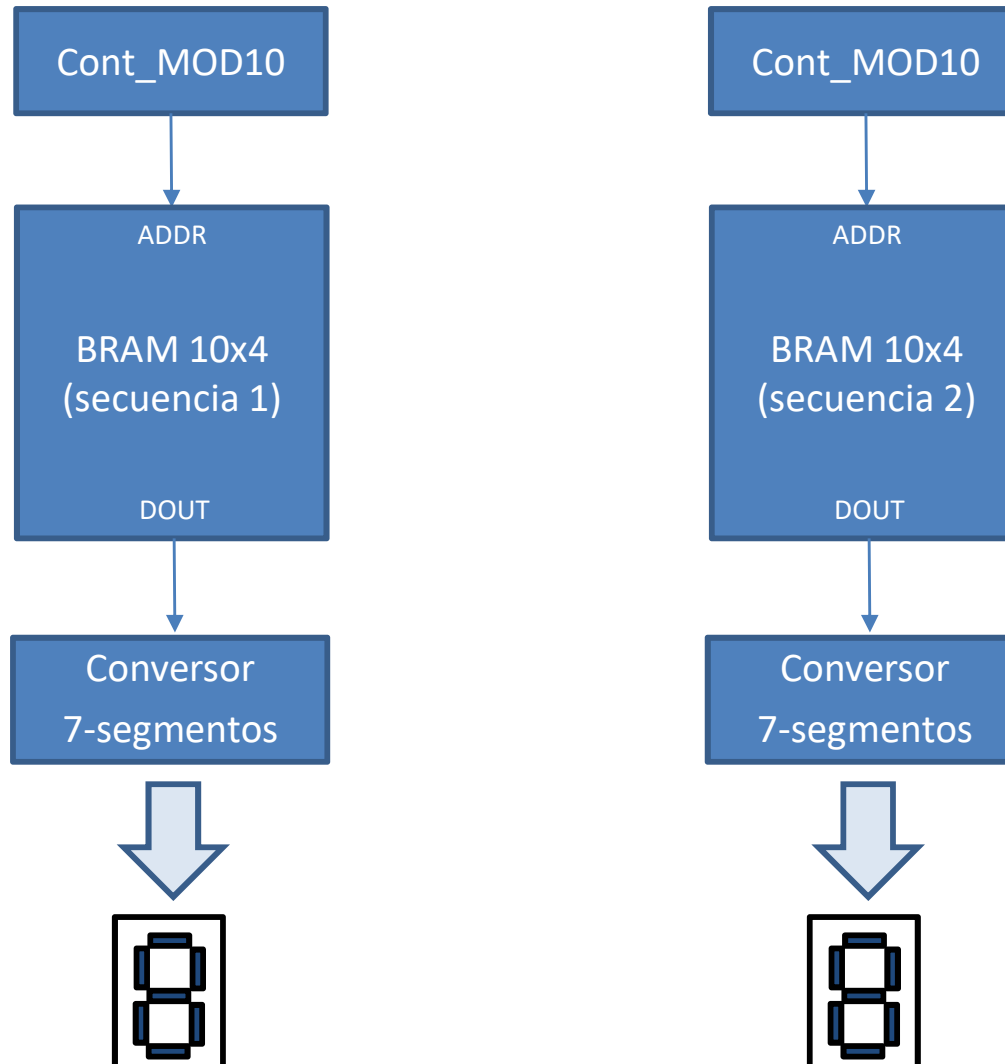 Cont_MOD10
Cont_MOD10
ADDR
ADDR
BRAM 10x4
(secuencia 1)
BRAM 10x4
(secuencia 2)
DOUT
DOUT
Conversor
7-segmentos
Conversor
7-segmentos